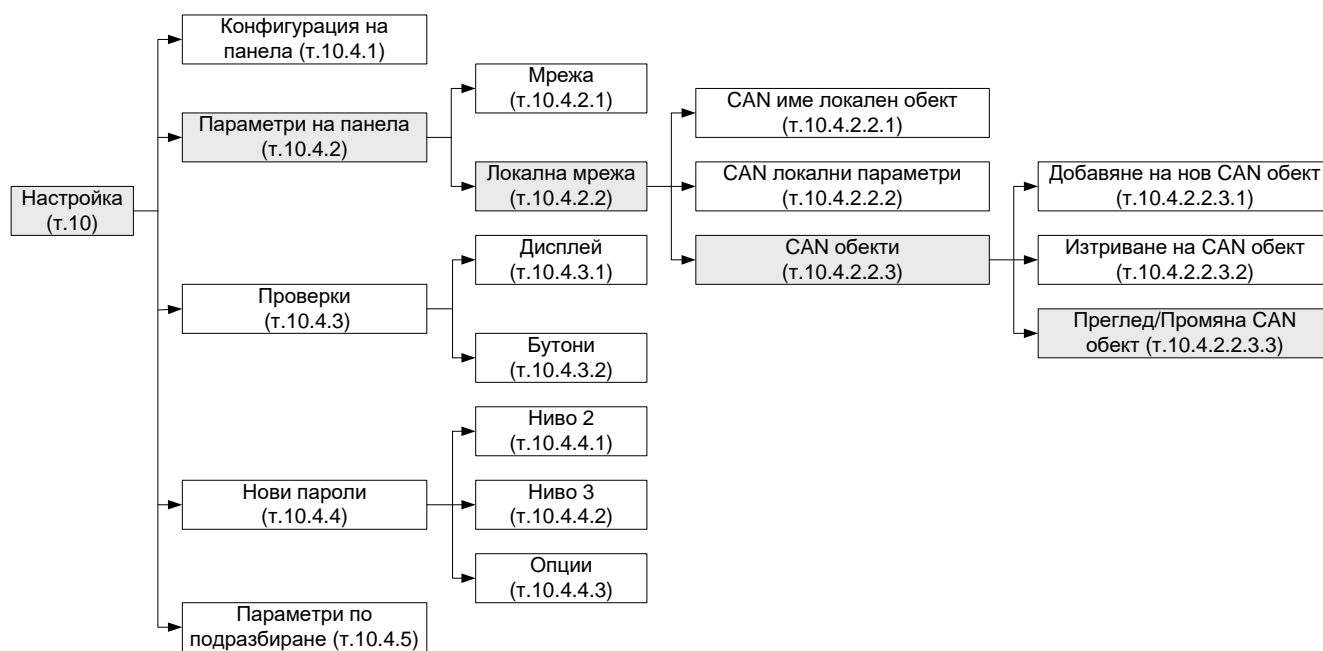 Конфигурация на
панела (т.10.4.1)
Параметри на панела
(т.10.4.2)
Мрежа
(т.10.4.2.1)
Локална мрежа
(т.10.4.2.2)
CAN име локален обект
(т.10.4.2.2.1)
CAN локални параметри
(т.10.4.2.2.2)
CAN обекти
(т.10.4.2.2.3)
Добавяне на нов CAN обект
(т.10.4.2.2.3.1)
Изтриване на CAN обект
(т.10.4.2.2.3.2)
Преглед/Промяна CAN
обект (т.10.4.2.2.3.3)
Настройка
(т.10)
Проверки
(т.10.4.3)
Дисплей
(т.10.4.3.1)
Бутони
(т.10.4.3.2)
Нови пароли
(т.10.4.4)
Ниво 2
(т.10.4.4.1)
Ниво 3
(т.10.4.4.2)
Опции
(т.10.4.4.3)
Параметри по
подразбиране (т.10.4.5)